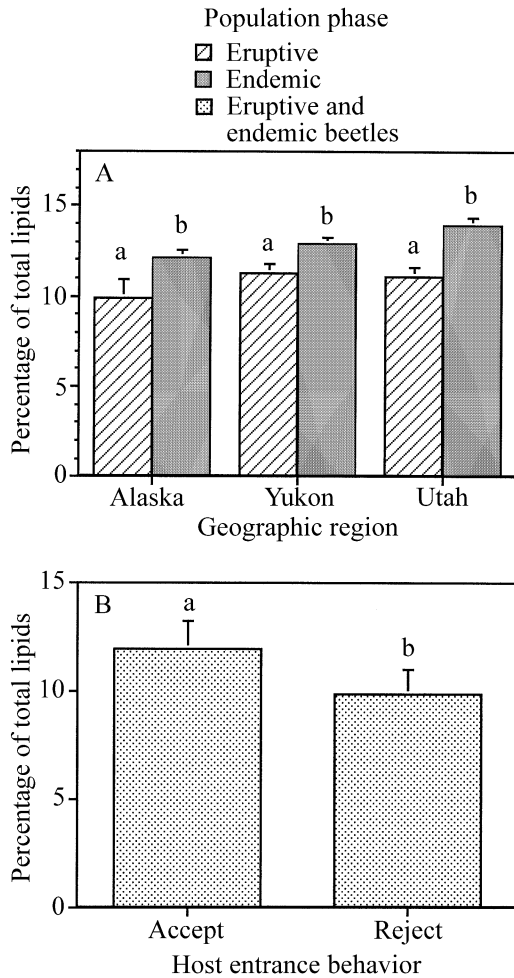 Population phase
Eruptive
Endemic
Eruptive and
endemic beetles
A
Percentage of total lipids
15
10
5
0
a
b
a
b
a
b
Alaska
Yukon
Utah
Geographic region
B
Percentage of total lipids
15
10
5
0
a
b
Accept
Reject
Host entrance behavior